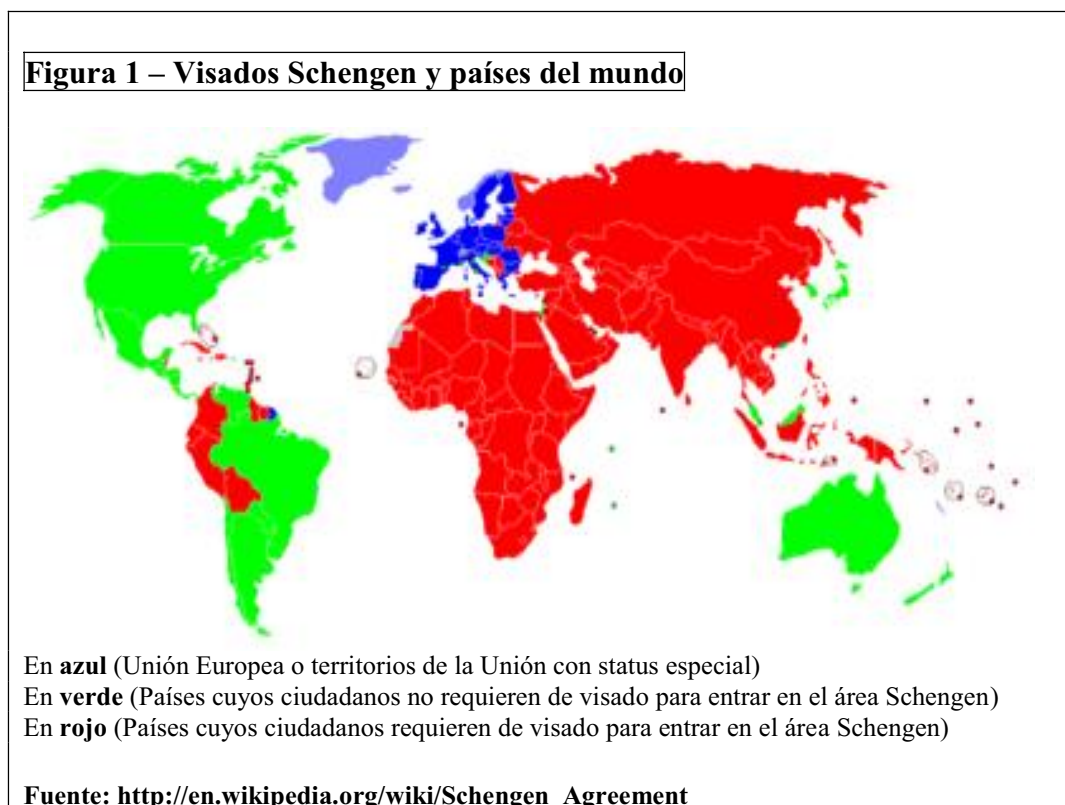 Figura 1 – Visados Schengen y países del mundo
En azul (Unión Europea o territorios de la Unión con status especial)
En verde (Países cuyos ciudadanos no requieren de visado para entrar en el área Schengen)
En rojo (Países cuyos ciudadanos requieren de visado para entrar en el área Schengen)
Fuente: http://en.wikipedia.org/wiki/Schengen_Agreement